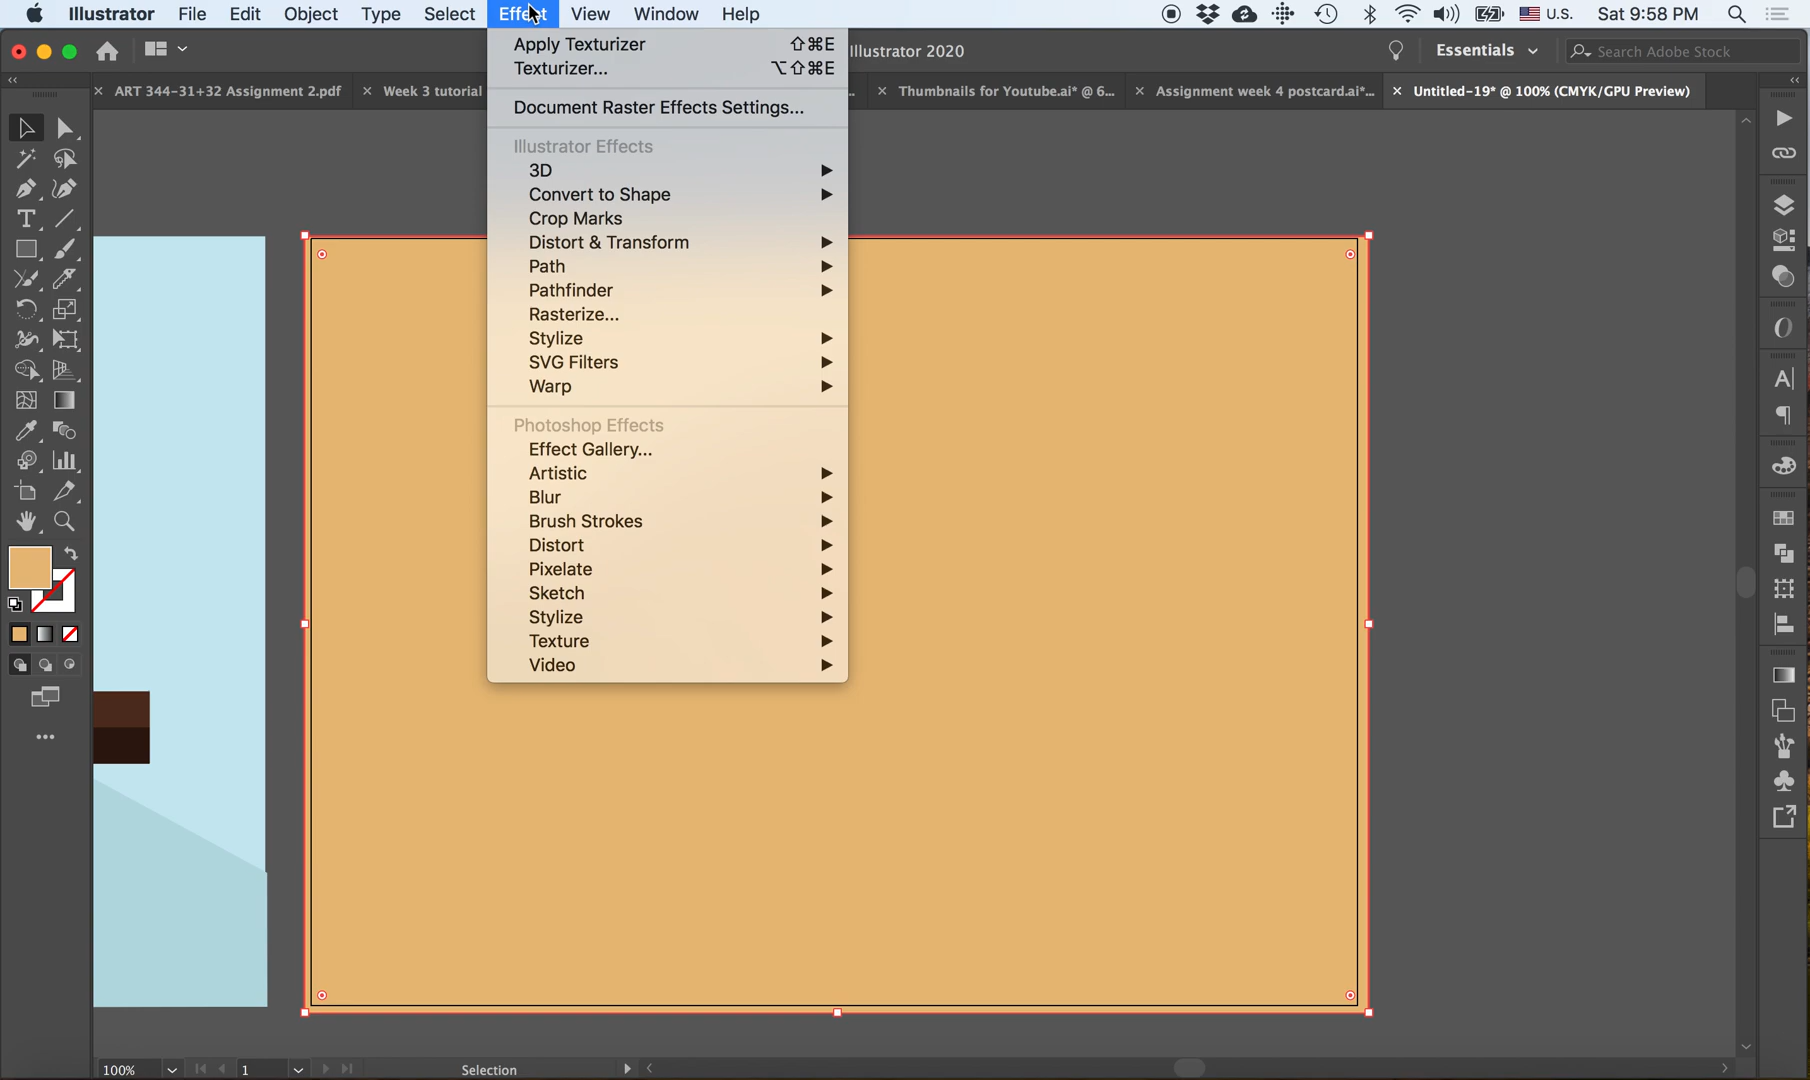 Illustrator File Edit Object Type Select Effect View Window Help U.S. Sat 9:58 PM
Illustrator 2020 Essentials Search Adobe Stock
ART 344-31+32 Assignment 2.pdf Week 3 tutorial ... Thumbnails for Youtube.ai* @ 6... Assignment week 4 postcard.ai*... Untitled-19* @ 100% (CMYK/GPU Preview)
Apply Texturizer ⇧⌘E
Texturizer... ⌥⇧⌘E
Document Raster Effects Settings...
Illustrator Effects
3D
Convert to Shape
Crop Marks
Distort & Transform
Path
Pathfinder
Rasterize...
Stylize
SVG Filters
Warp
Photoshop Effects
Effect Gallery...
Artistic
Blur
Brush Strokes
Distort
Pixelate
Sketch
Stylize
Texture
Video
100% 1 Selection